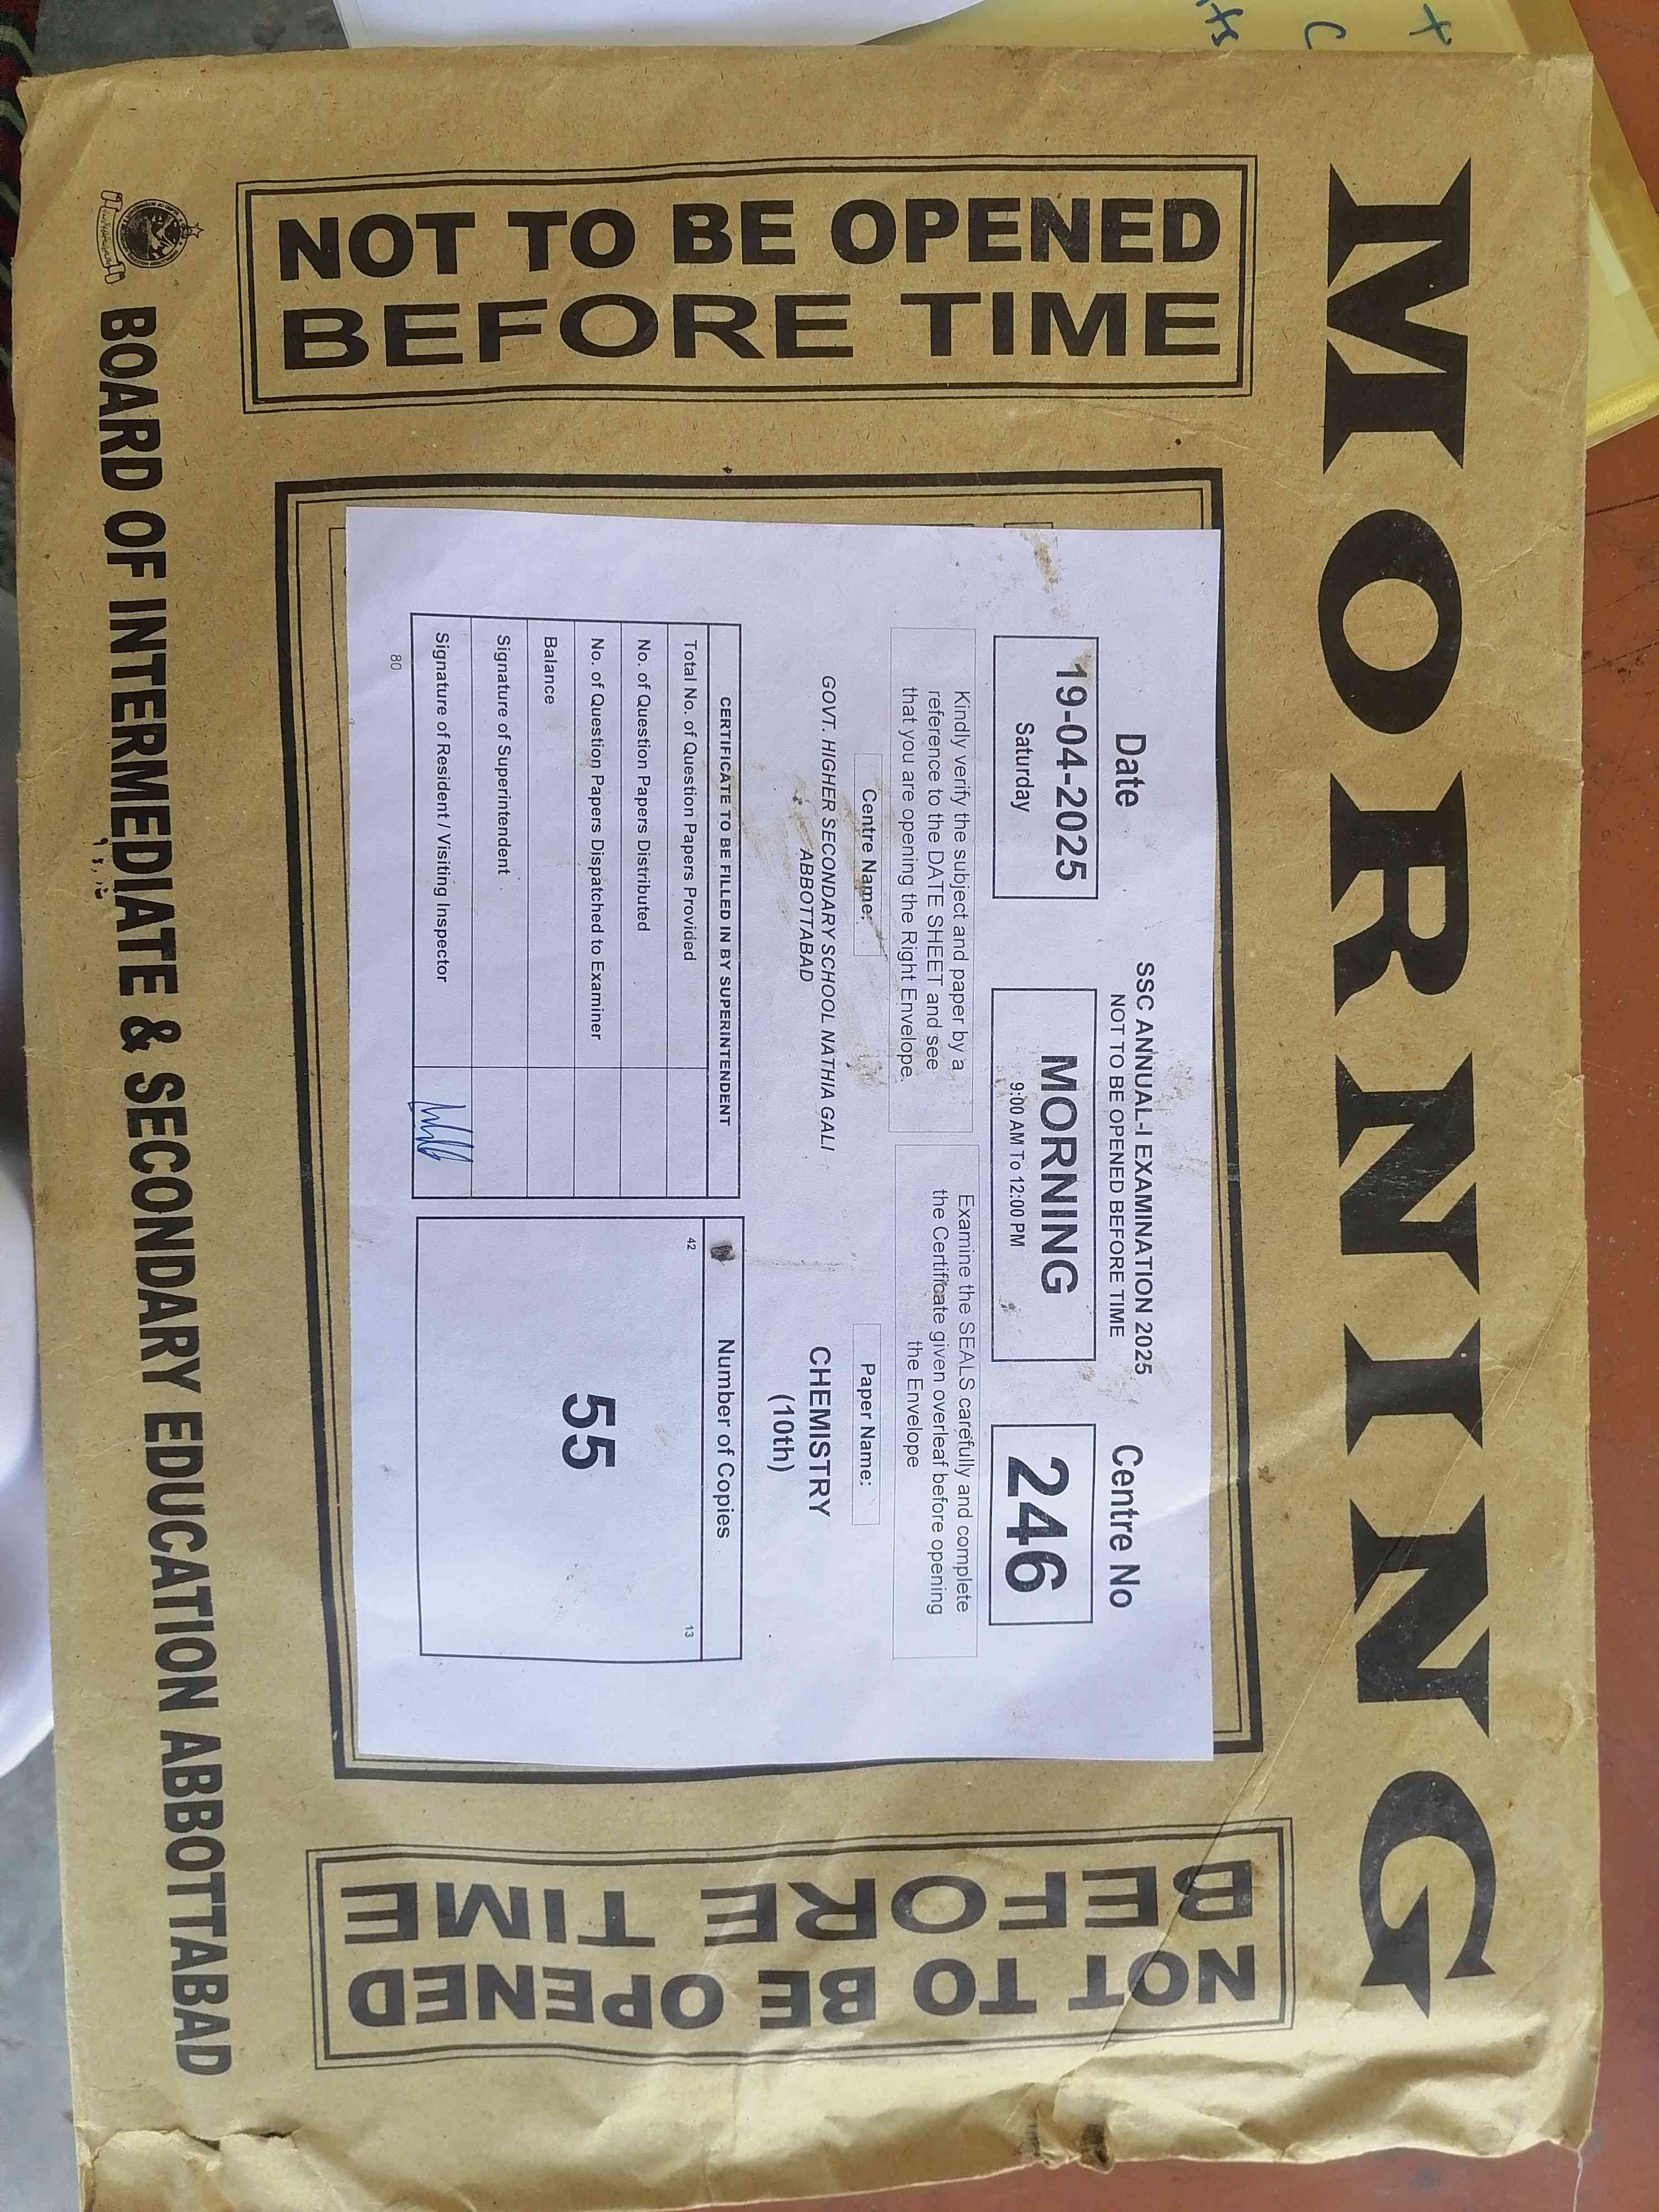 MORNING
NOT TO BE OPENED
BEFORE TIME
Date
19-04-2025
Saturday
SSC ANNUAL-I EXAMINATION 2025
NOT TO BE OPENED BEFORE TIME
MORNING
9:00 AM To 12:00 PM
Centre No
246
Kindly verify the subject and paper by a
reference to the DATE SHEET and see
that you are opening the Right Envelope.
Examine the SEALS carefully and complete
the Certificate given overleaf before opening
the Envelope
Centre Name:
GOVT. HIGHER SECONDARY SCHOOL NATHIA GALI
ABBOTTABAD
Paper Name:
CHEMISTRY
(10th)
CERTIFICATE TO BE FILLED IN BY SUPERINTENDENT
Total No. of Question Papers Provided
No. of Question Papers Distributed
No. of Question Papers Dispatched to Examiner
Balance
Signature of Superintendent
Signature of Resident / Visiting Inspector
80
Number of Copies
42
13
55
NOT TO BE OPENED
BEFORE TIME
BOARD OF INTERMEDIATE & SECONDARY EDUCATION ABBOTTABAD